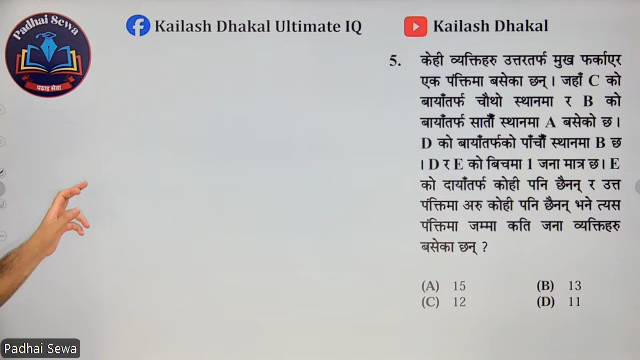 Padhai Sewa
पढाइ सेवा
Kailash Dhakal Ultimate IQ
Kailash Dhakal
5. केही व्यक्तिहरु उत्तरतर्फ मुख फर्काएर
एक पंक्तिमा बसेका छन् । जहाँ C को
बायाँतर्फ चौथो स्थानमा र B को
बायाँतर्फ सातौँ स्थानमा A बसेको छ ।
D को बायाँतर्फको पाँचौँ स्थानमा B छ
। D र E को बिचमा 1 जना मात्र छ । E
को दायाँतर्फ कोही पनि छैनन् र उत्त
पंक्तिमा अरु कोही पनि छैनन् भने त्यस
पंक्तिमा जम्मा कति जना व्यक्तिहरु
बसेका छन् ?
(A) 15 (B) 13
(C) 12 (D) 11
Padhai Sewa